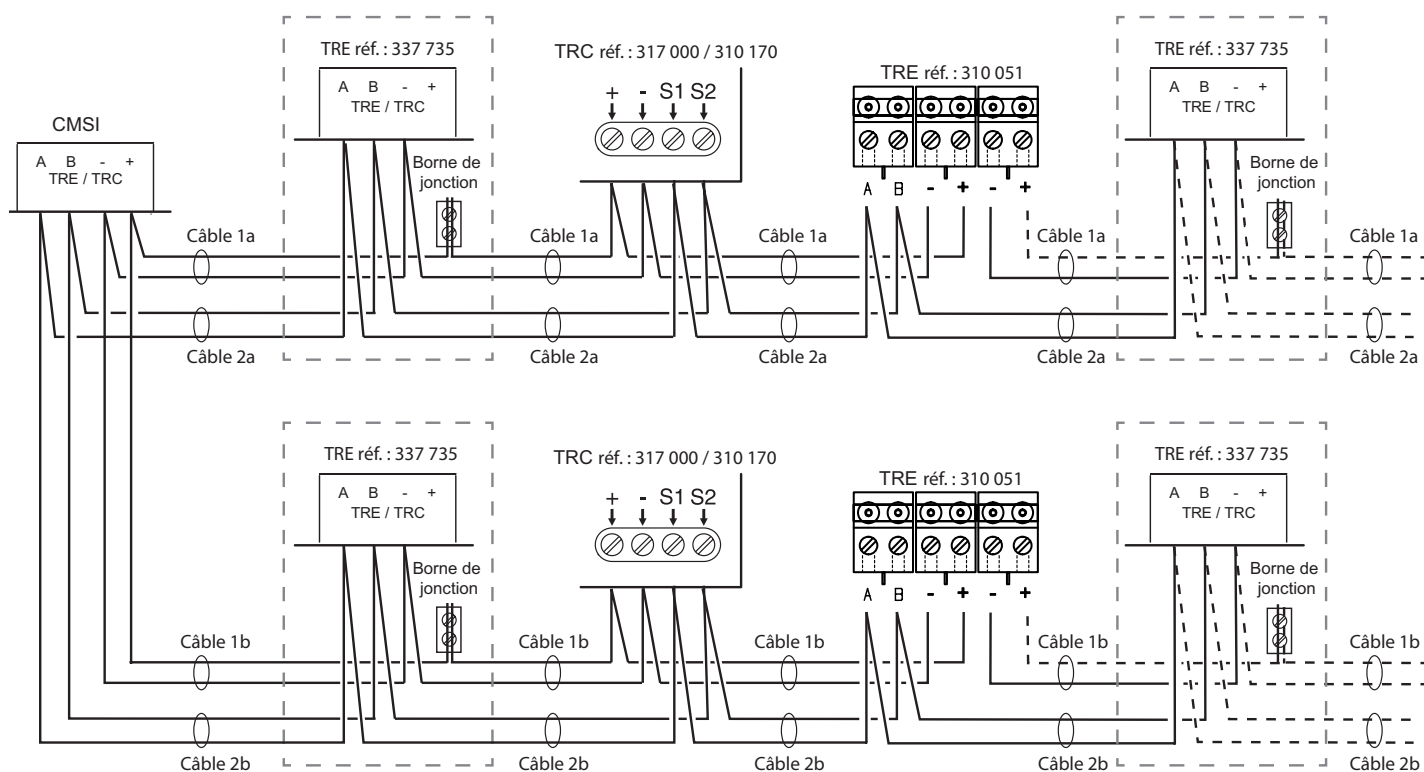 TRE réf. : 337 735
A B - +
TRE / TRC
Borne de
jonction
TRC réf. : 317 000 / 310 170
+ - S1 S2
TRE réf. : 310 051
A B - + - +
TRE réf. : 337 735
A B - +
TRE / TRC
Borne de
jonction
CMSI
A B - +
TRE / TRC
Câble 1a
Câble 1a
Câble 1a
Câble 1a
Câble 1a
Câble 2a
Câble 2a
Câble 2a
Câble 2a
Câble 2a
TRE réf. : 337 735
A B - +
TRE / TRC
Borne de
jonction
TRC réf. : 317 000 / 310 170
+ - S1 S2
TRE réf. : 310 051
A B - + - +
TRE réf. : 337 735
A B - +
TRE / TRC
Borne de
jonction
Câble 1b
Câble 1b
Câble 1b
Câble 1b
Câble 1b
Câble 2b
Câble 2b
Câble 2b
Câble 2b
Câble 2b